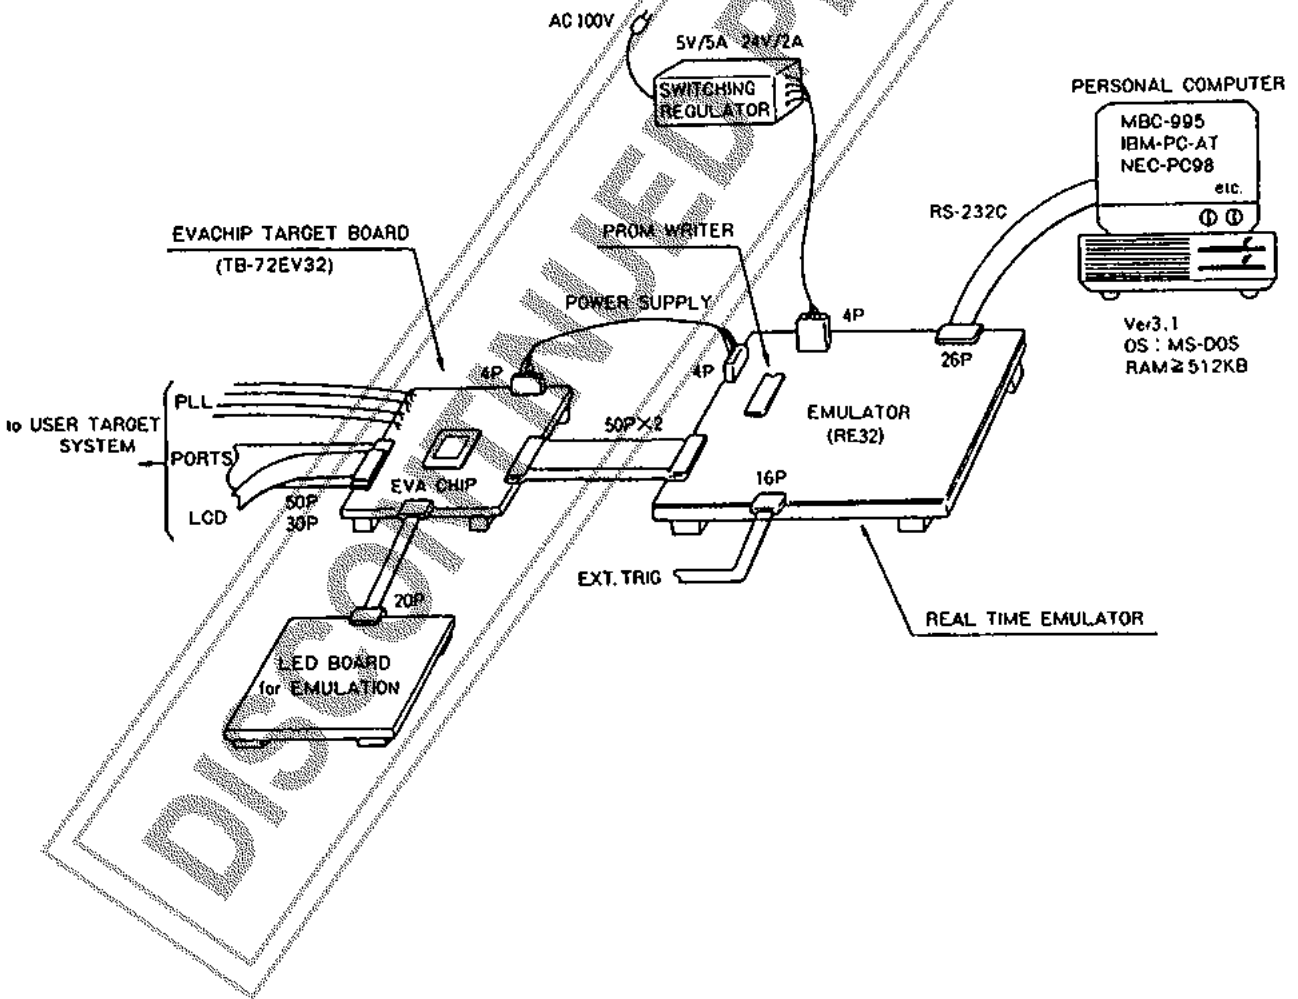 AC 100V
5V/5A 24V/2A
SWITCHING
REGULATOR
PERSONAL COMPUTER
MBC-995
IBM-PC-AT
NEC-PC98
etc.
RS-232C
EVACHIP TARGET BOARD
(TB-72EV32)
PROM WRITER
POWER SUPPLY
4P
26P
Ver3.1
OS : MS-DOS
RAM≧512KB
4P
4P
PLL
to USER TARGET
SYSTEM
PORTS
LCD
50P
30P
EVA CHIP
50P×2
EMULATOR
(RE32)
16P
EXT. TRIG
20P
REAL TIME EMULATOR
LED BOARD
for EMULATION
DISCONTINUED P